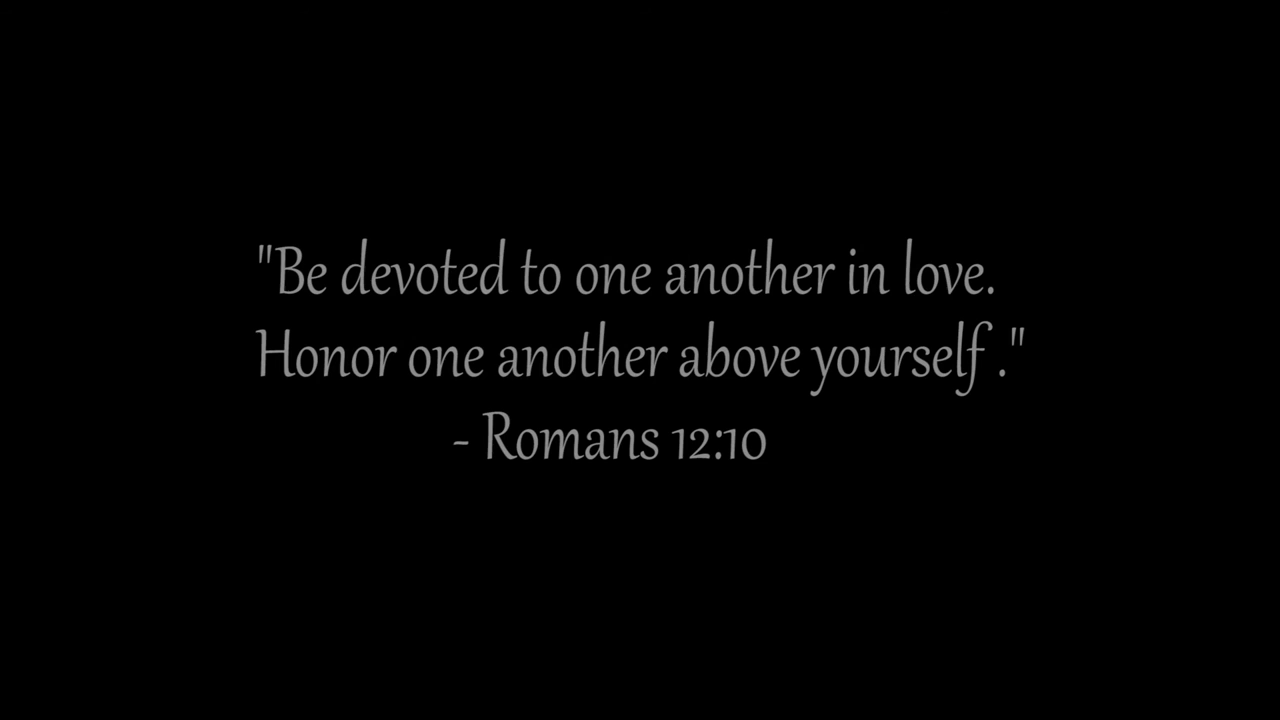 "Be devoted to one another in love.
Honor one another above yourself ."
- Romans 12:10